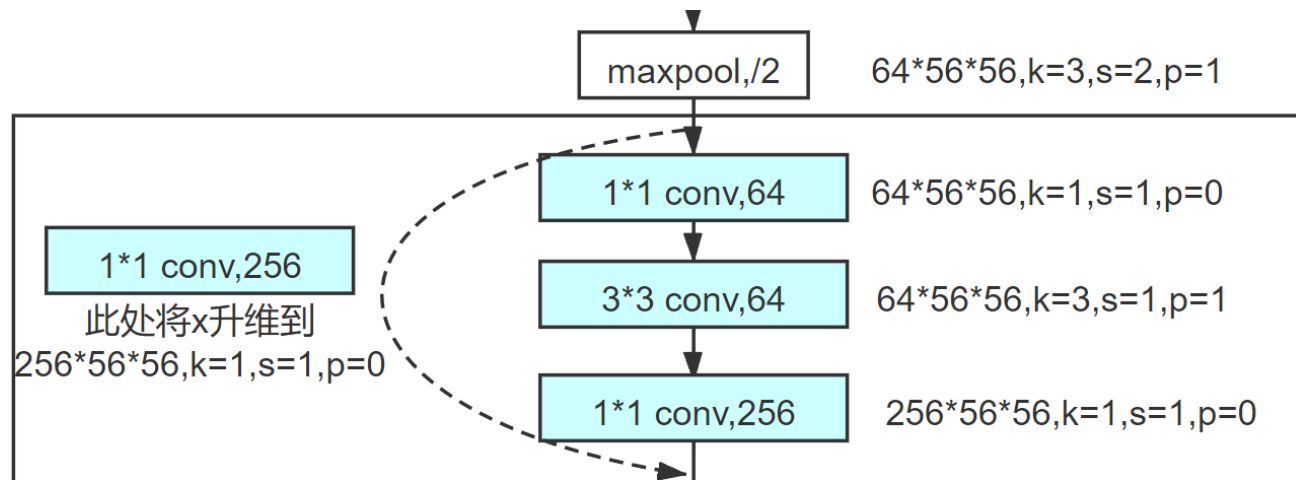 maxpool,/2
64*56*56,k=3,s=2,p=1
1*1 conv,64
64*56*56,k=1,s=1,p=0
1*1 conv,256
此处将x升维到
256*56*56,k=1,s=1,p=0
3*3 conv,64
64*56*56,k=3,s=1,p=1
1*1 conv,256
256*56*56,k=1,s=1,p=0